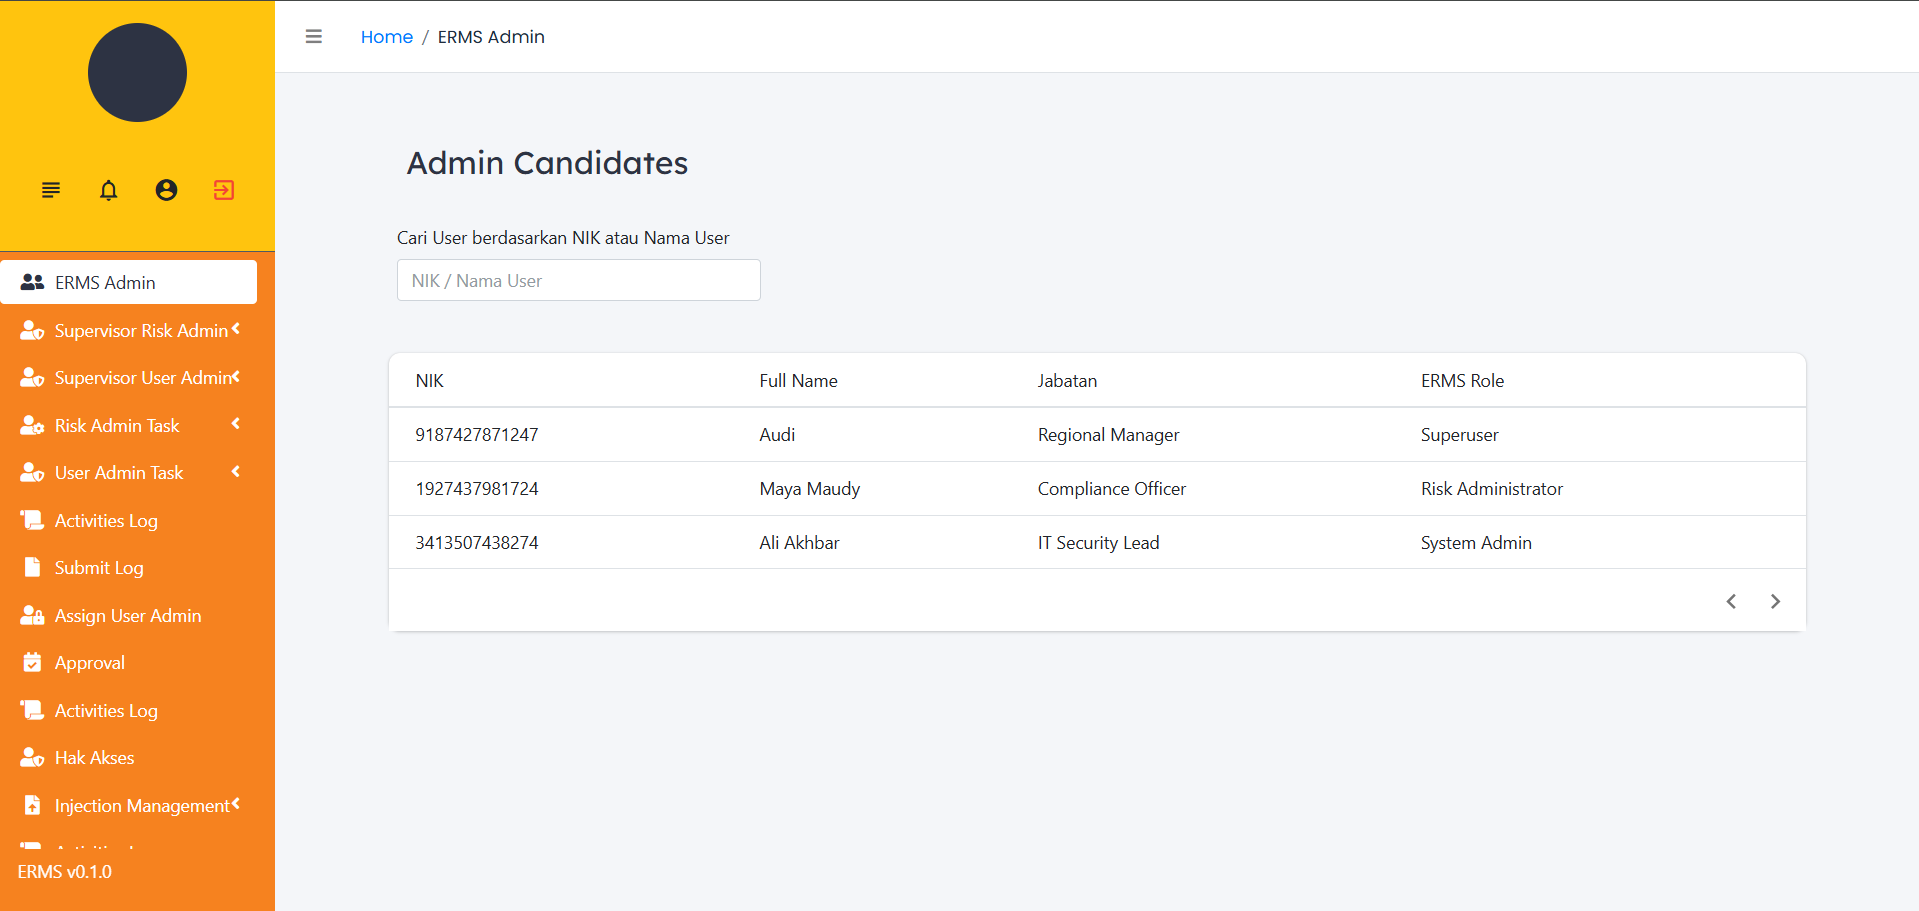 Home / ERMS Admin
ERMS Admin
Supervisor Risk Admin
Supervisor User Admin
Risk Admin Task
User Admin Task
Activities Log
Submit Log
Assign User Admin
Approval
Activities Log
Hak Akses
Injection Management
ERMS v0.1.0
Admin Candidates
Cari User berdasarkan NIK atau Nama User
NIK / Nama User
NIK Full Name Jabatan ERMS Role
9187427871247 Audi Regional Manager Superuser
1927437981724 Maya Maudy Compliance Officer Risk Administrator
3413507438274 Ali Akhbar IT Security Lead System Admin